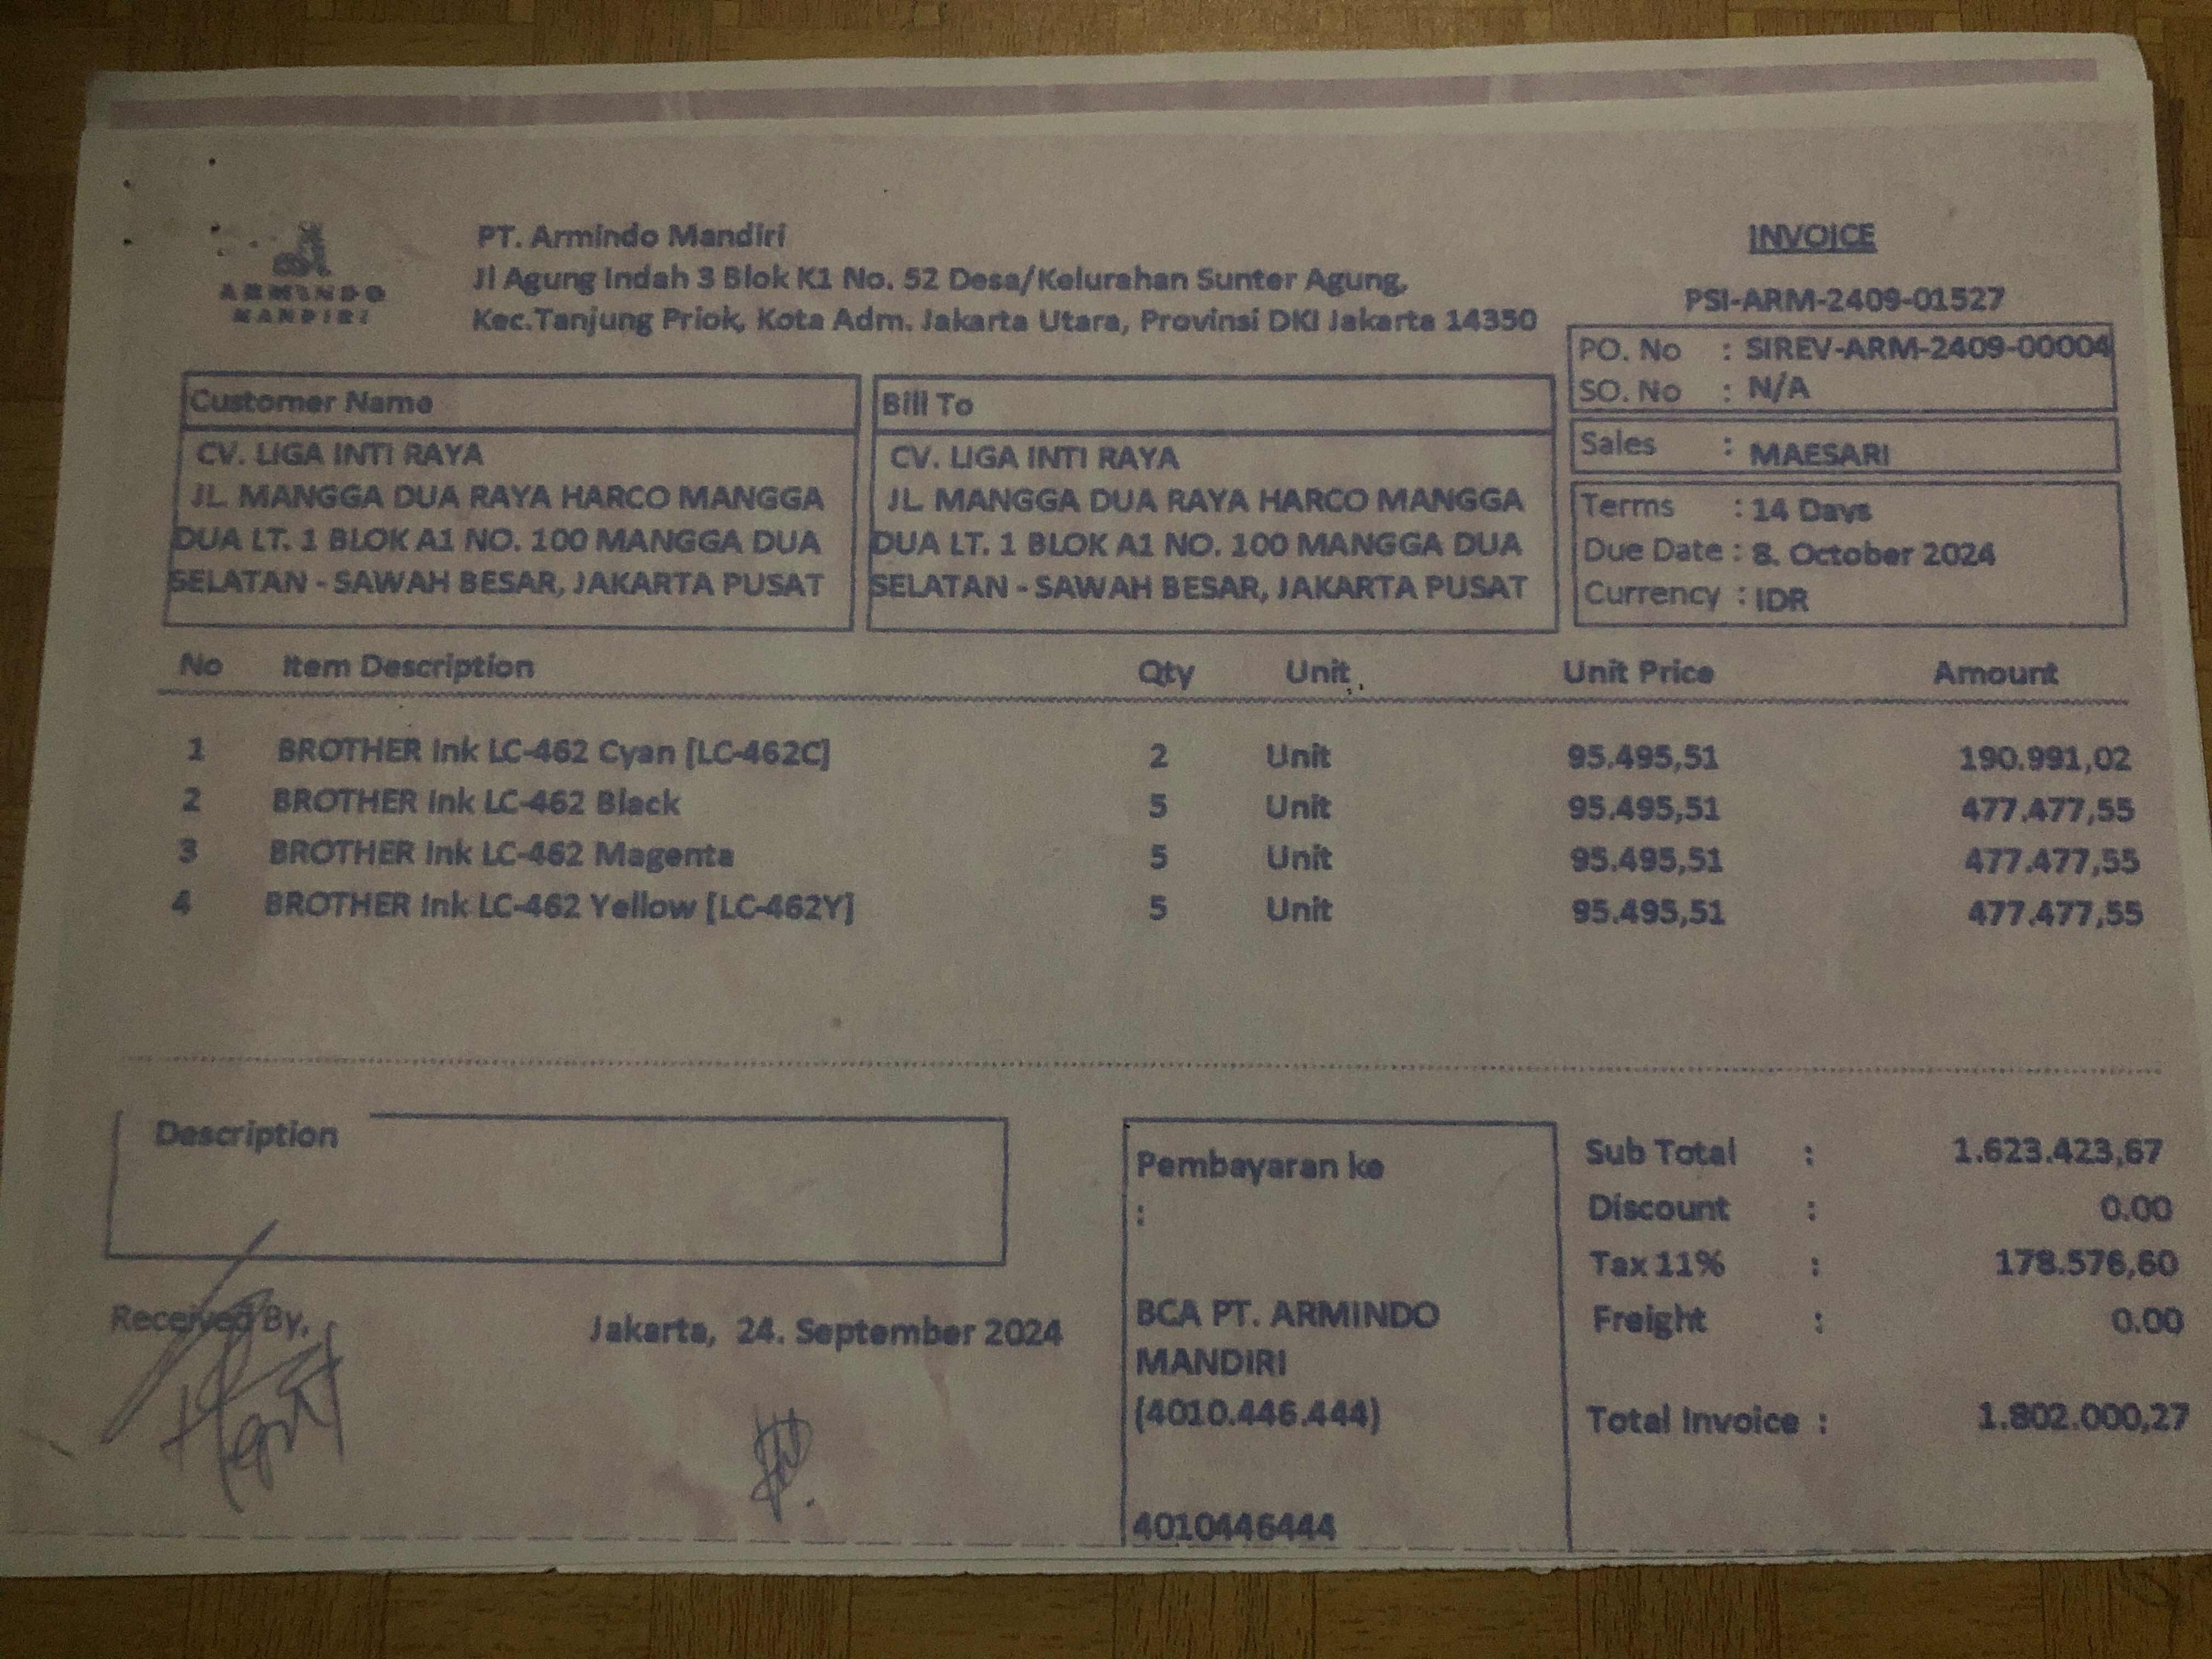 ARMINDO
MANDIRI
PT. Armindo Mandiri
Jl Agung Indah 3 Blok K1 No. 52 Desa/Kelurahan Sunter Agung,
Kec.Tanjung Priok, Kota Adm. Jakarta Utara, Provinsi DKI Jakarta 14350
INVOICE
PSI-ARM-2409-01527
PO. No : SIREV-ARM-2409-00004
SO. No : N/A
Sales : MAESARI
Terms : 14 Days
Due Date : 8. October 2024
Currency : IDR
Customer Name
CV. LIGA INTI RAYA
JL. MANGGA DUA RAYA HARCO MANGGA
DUA LT. 1 BLOK A1 NO. 100 MANGGA DUA
SELATAN - SAWAH BESAR, JAKARTA PUSAT
Bill To
CV. LIGA INTI RAYA
JL. MANGGA DUA RAYA HARCO MANGGA
DUA LT. 1 BLOK A1 NO. 100 MANGGA DUA
SELATAN - SAWAH BESAR, JAKARTA PUSAT
No Item Description Qty Unit Unit Price Amount
1 BROTHER Ink LC-462 Cyan [LC-462C] 2 Unit 95.495,51 190.991,02
2 BROTHER Ink LC-462 Black 5 Unit 95.495,51 477.477,55
3 BROTHER Ink LC-462 Magenta 5 Unit 95.495,51 477.477,55
4 BROTHER Ink LC-462 Yellow [LC-462Y] 5 Unit 95.495,51 477.477,55
Description
Received By,
Jakarta, 24. September 2024
Pembayaran ke
:
BCA PT. ARMINDO
MANDIRI
(4010.446.444)
4010446444
Sub Total : 1.623.423,67
Discount : 0.00
Tax 11% : 178.576,60
Freight : 0.00
Total Invoice : 1.802.000,27